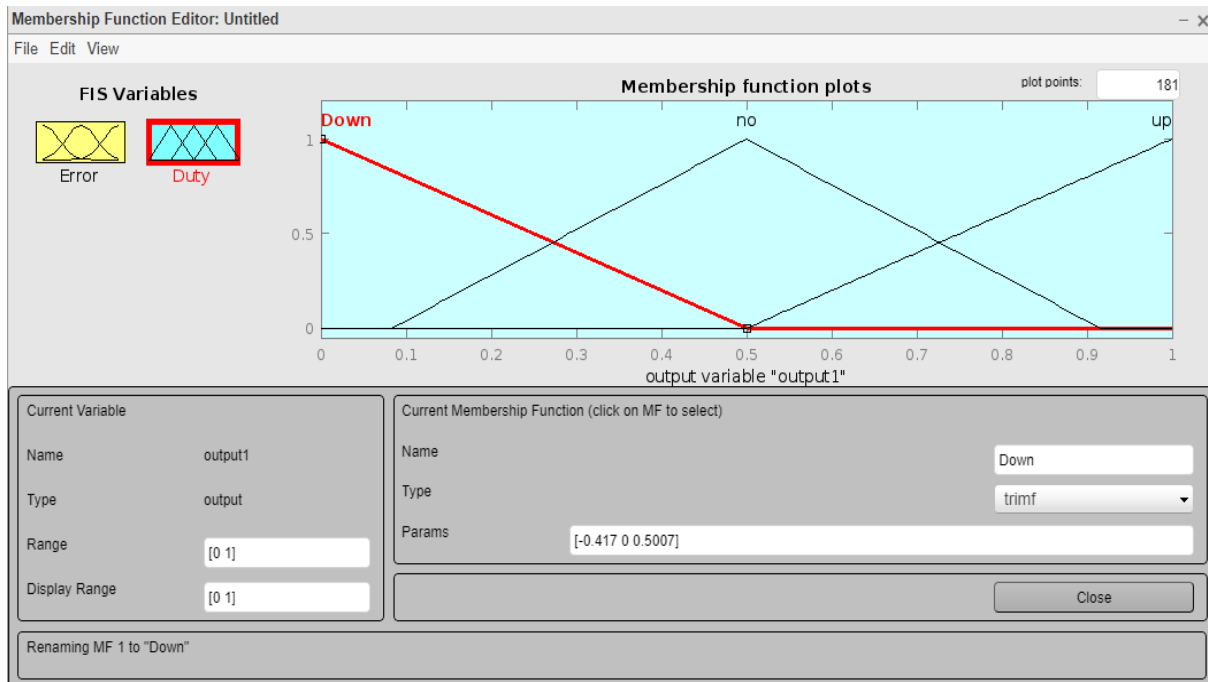 Membership Function Editor: Untitled
File Edit View
FIS Variables
Error
Duty
Membership function plots
plot points:
181
Down
no
up
1
0.5
0
0 0.1 0.2 0.3 0.4 0.5 0.6 0.7 0.8 0.9 1
output variable "output1"
Current Variable
Name output1
Type output
Range [0 1]
Display Range [0 1]
Current Membership Function (click on MF to select)
Name Down
Type trimf
Params [-0.417 0 0.5007]
Close
Renaming MF 1 to "Down"